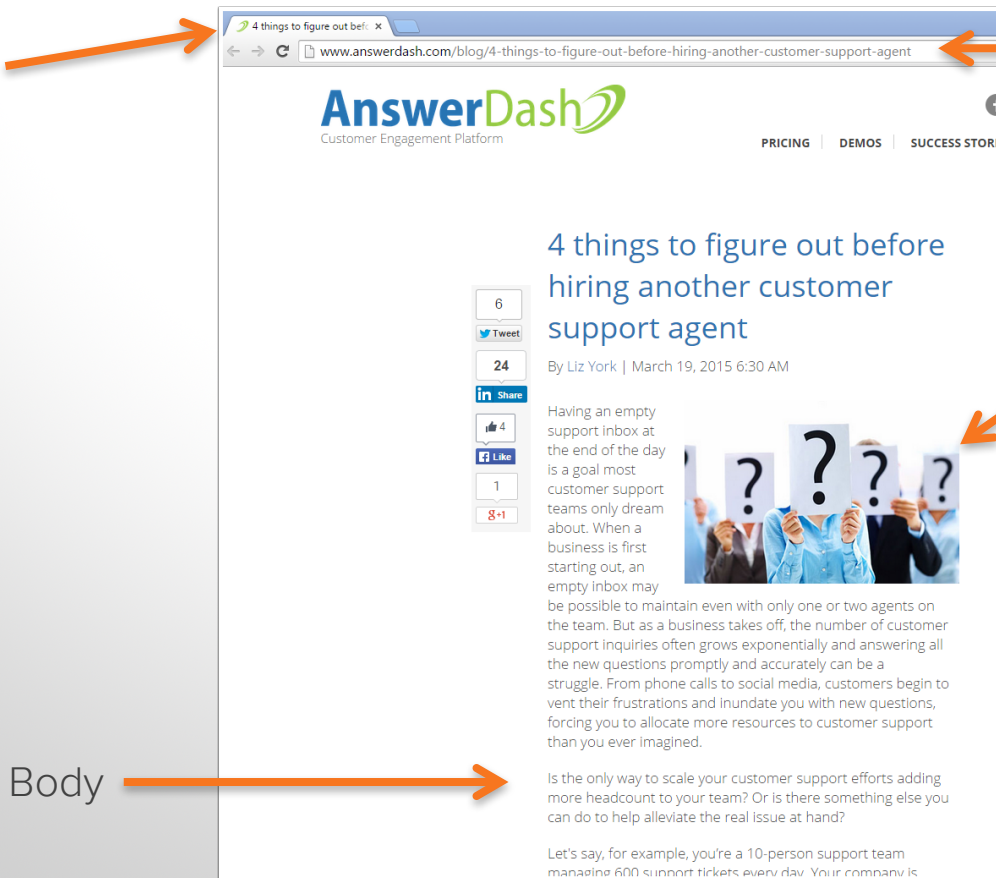 4 things to figure out befo
www.answerdash.com/blog/4-things-to-figure-out-before-hiring-another-customer-support-agent
AnswerDash
Customer Engagement Platform
PRICING DEMOS SUCCESS STORI
4 things to figure out before
hiring another customer
support agent
By Liz York | March 19, 2015 6:30 AM
6
Tweet
24
in Share
4
f Like
1
g+1
Having an empty
support inbox at
the end of the day
is a goal most
customer support
teams only dream
about. When a
business is first
starting out, an
empty inbox may
be possible to maintain even with only one or two agents on
the team. But as a business takes off, the number of customer
support inquiries often grows exponentially and answering all
the new questions promptly and accurately can be a
struggle. From phone calls to social media, customers begin to
vent their frustrations and inundate you with new questions,
forcing you to allocate more resources to customer support
than you ever imagined.
? ? ? ? ?
Body
Is the only way to scale your customer support efforts adding
more headcount to your team? Or is there something else you
can do to help alleviate the real issue at hand?
Let's say, for example, you're a 10-person support team
managing 600 support tickets every day. Your company is